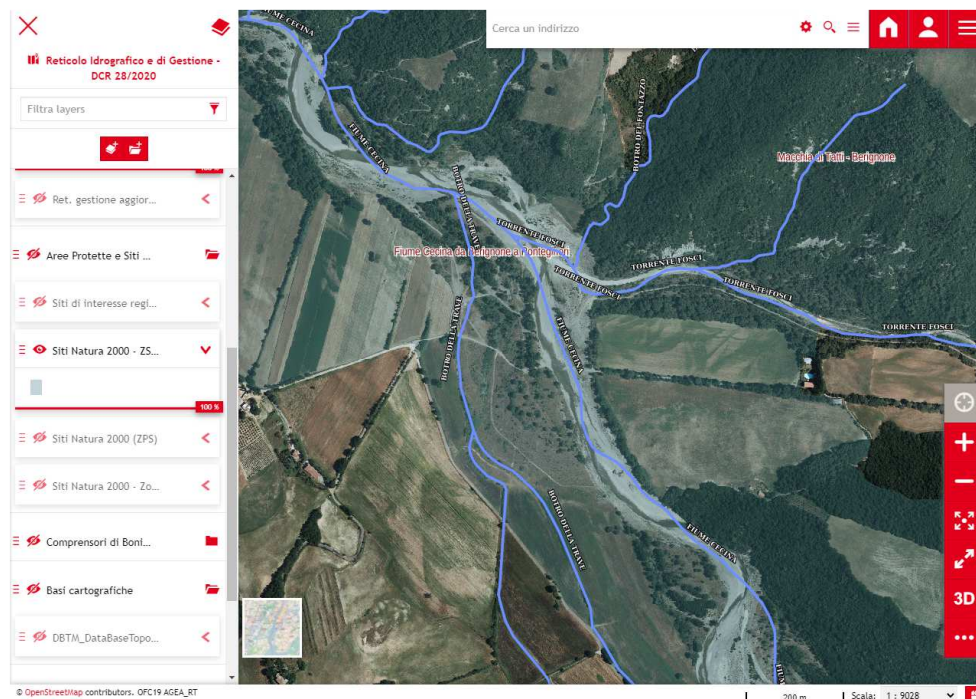 Reticolo Idrografico e di Gestione -
DCR 28/2020
Filtra layers
Ret. gestione aggior...
Aree Protette e Siti ...
Siti di interesse regi...
Siti Natura 2000 - ZS...
100 %
Siti Natura 2000 (ZPS)
Siti Natura 2000 - Zo...
Comprensori di Boni...
Basi cartografiche
DBTM_DataBaseTopo...
© OpenStreetMap contributors. OFC19 AGEA_RT
Cerca un indirizzo
FIUME CECINA
FIUME CECINA
BOTRO DEL FONTAZZO
Macchia di Tatti - Berignone
BOTRO DELLA TRAVE
TORRENTE FOSCI
Fiume Cecina da Berignone a Ponteginori
TORRENTE FOSCI
TORRENTE FOSCI
TORRENTE FOSCI
TORRENTE FOSCI
BOTRO DELLA TRAVE
FIUME CECINA
BOTRO DELLA TRAVE
FIUME CECINA
3D
200 m
Scala: 1 : 9028